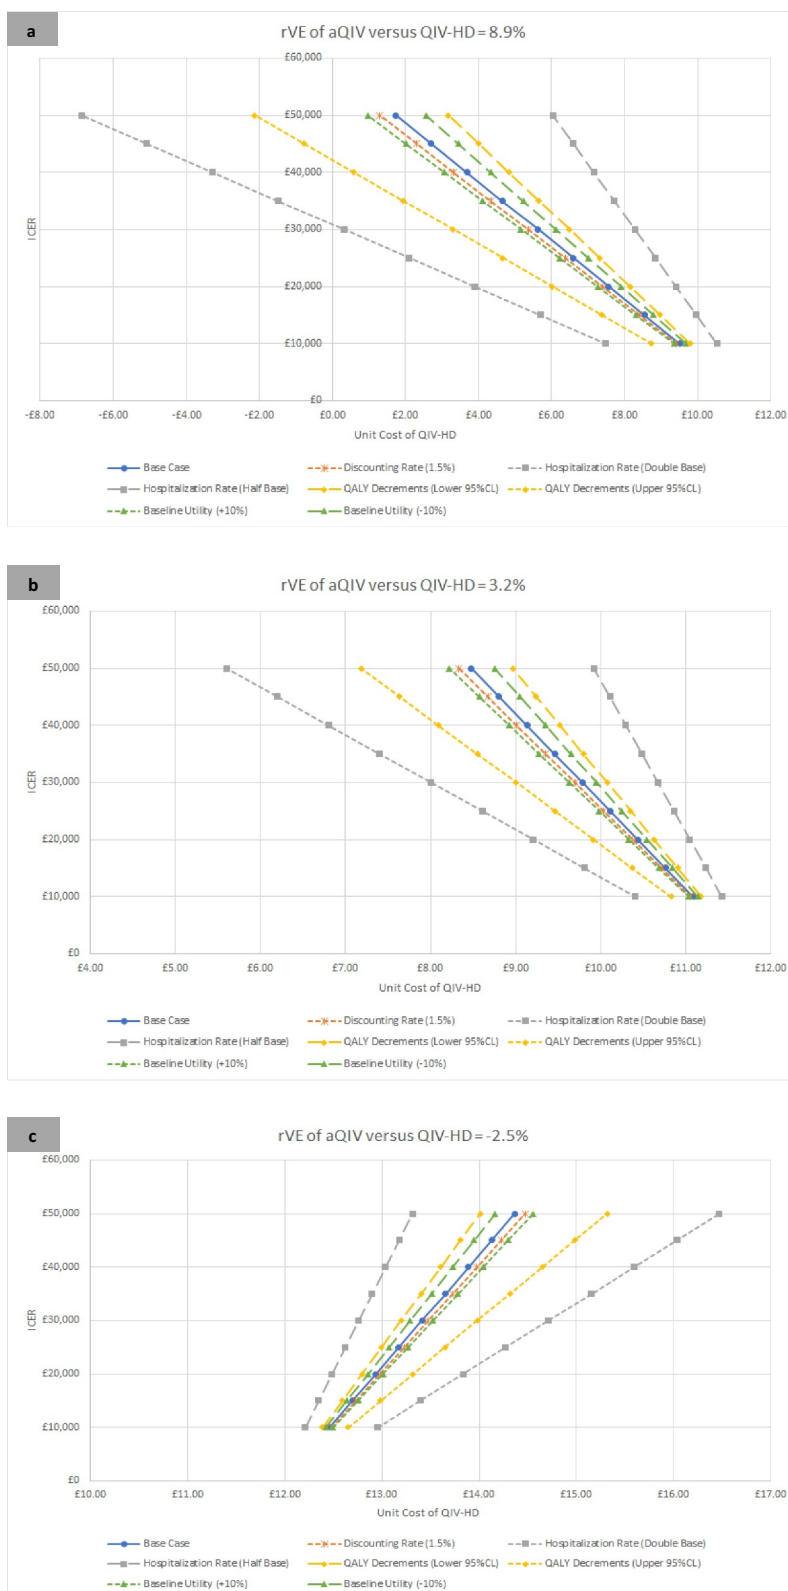 a
rVE of aQIV versus QIV-HD = 8.9%
£60,000
£50,000
£40,000
£30,000
£20,000
£10,000
£0
ICER
-£8.00 -£6.00 -£4.00 -£2.00 £0.00 £2.00 £4.00 £6.00 £8.00 £10.00 £12.00
Unit Cost of QIV-HD
Base Case Discounting Rate (1.5%) Hospitalization Rate (Double Base)
Hospitalization Rate (Half Base) QALY Decrements (Lower 95%CL) QALY Decrements (Upper 95%CL)
Baseline Utility (+10%) Baseline Utility (-10%)
b
rVE of aQIV versus QIV-HD = 3.2%
£60,000
£50,000
£40,000
£30,000
£20,000
£10,000
£0
ICER
£4.00 £5.00 £6.00 £7.00 £8.00 £9.00 £10.00 £11.00 £12.00
Unit Cost of QIV-HD
Base Case Discounting Rate (1.5%) Hospitalization Rate (Double Base)
Hospitalization Rate (Half Base) QALY Decrements (Lower 95%CL) QALY Decrements (Upper 95%CL)
Baseline Utility (+10%) Baseline Utility (-10%)
c
rVE of aQIV versus QIV-HD = -2.5%
£60,000
£50,000
£40,000
£30,000
£20,000
£10,000
£0
ICER
£10.00 £11.00 £12.00 £13.00 £14.00 £15.00 £16.00 £17.00
Unit Cost of QIV-HD
Base Case Discounting Rate (1.5%) Hospitalization Rate (Double Base)
Hospitalization Rate (Half Base) QALY Decrements (Lower 95%CL) QALY Decrements (Upper 95%CL)
Baseline Utility (+10%) Baseline Utility (-10%)